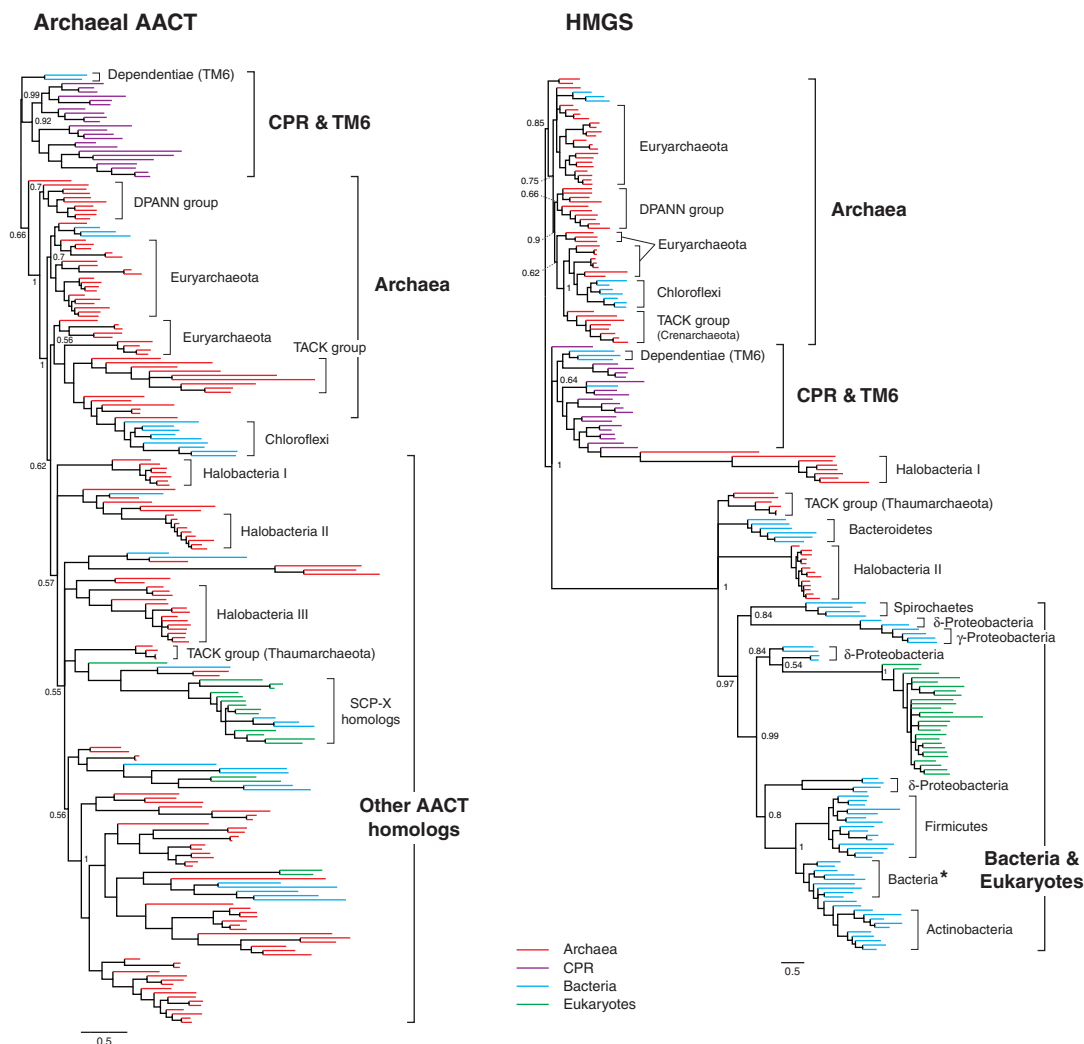 Archaeal AACT
Dependentiae (TM6)
0.99
0.92
CPR & TM6
0.7
DPANN group
0.66
0.7
Euryarchaeota
1
Archaea
0.56
Euryarchaeota
1
TACK group
Chloroflexi
0.62
Halobacteria I
Halobacteria II
0.57
Halobacteria III
TACK group (Thaumarchaeota)
0.55
SCP-X
homologs
0.56
Other AACT
homologs
1
0.5
HMGS
0.85
Euryarchaeota
0.75
0.66
DPANN group
Archaea
0.9
Euryarchaeota
0.62
1
Chloroflexi
TACK group
(Crenarchaeota)
Dependentiae (TM6)
0.64
CPR & TM6
1
Halobacteria I
TACK group (Thaumarchaeota)
Bacteroidetes
Halobacteria II
1
Spirochaetes
0.84
δ-Proteobacteria
γ-Proteobacteria
0.84
δ-Proteobacteria
0.54
1
0.97
0.99
δ-Proteobacteria
0.8
Firmicutes
1
Bacteria *
Bacteria &
Eukaryotes
Actinobacteria
0.5
Archaea
CPR
Bacteria
Eukaryotes